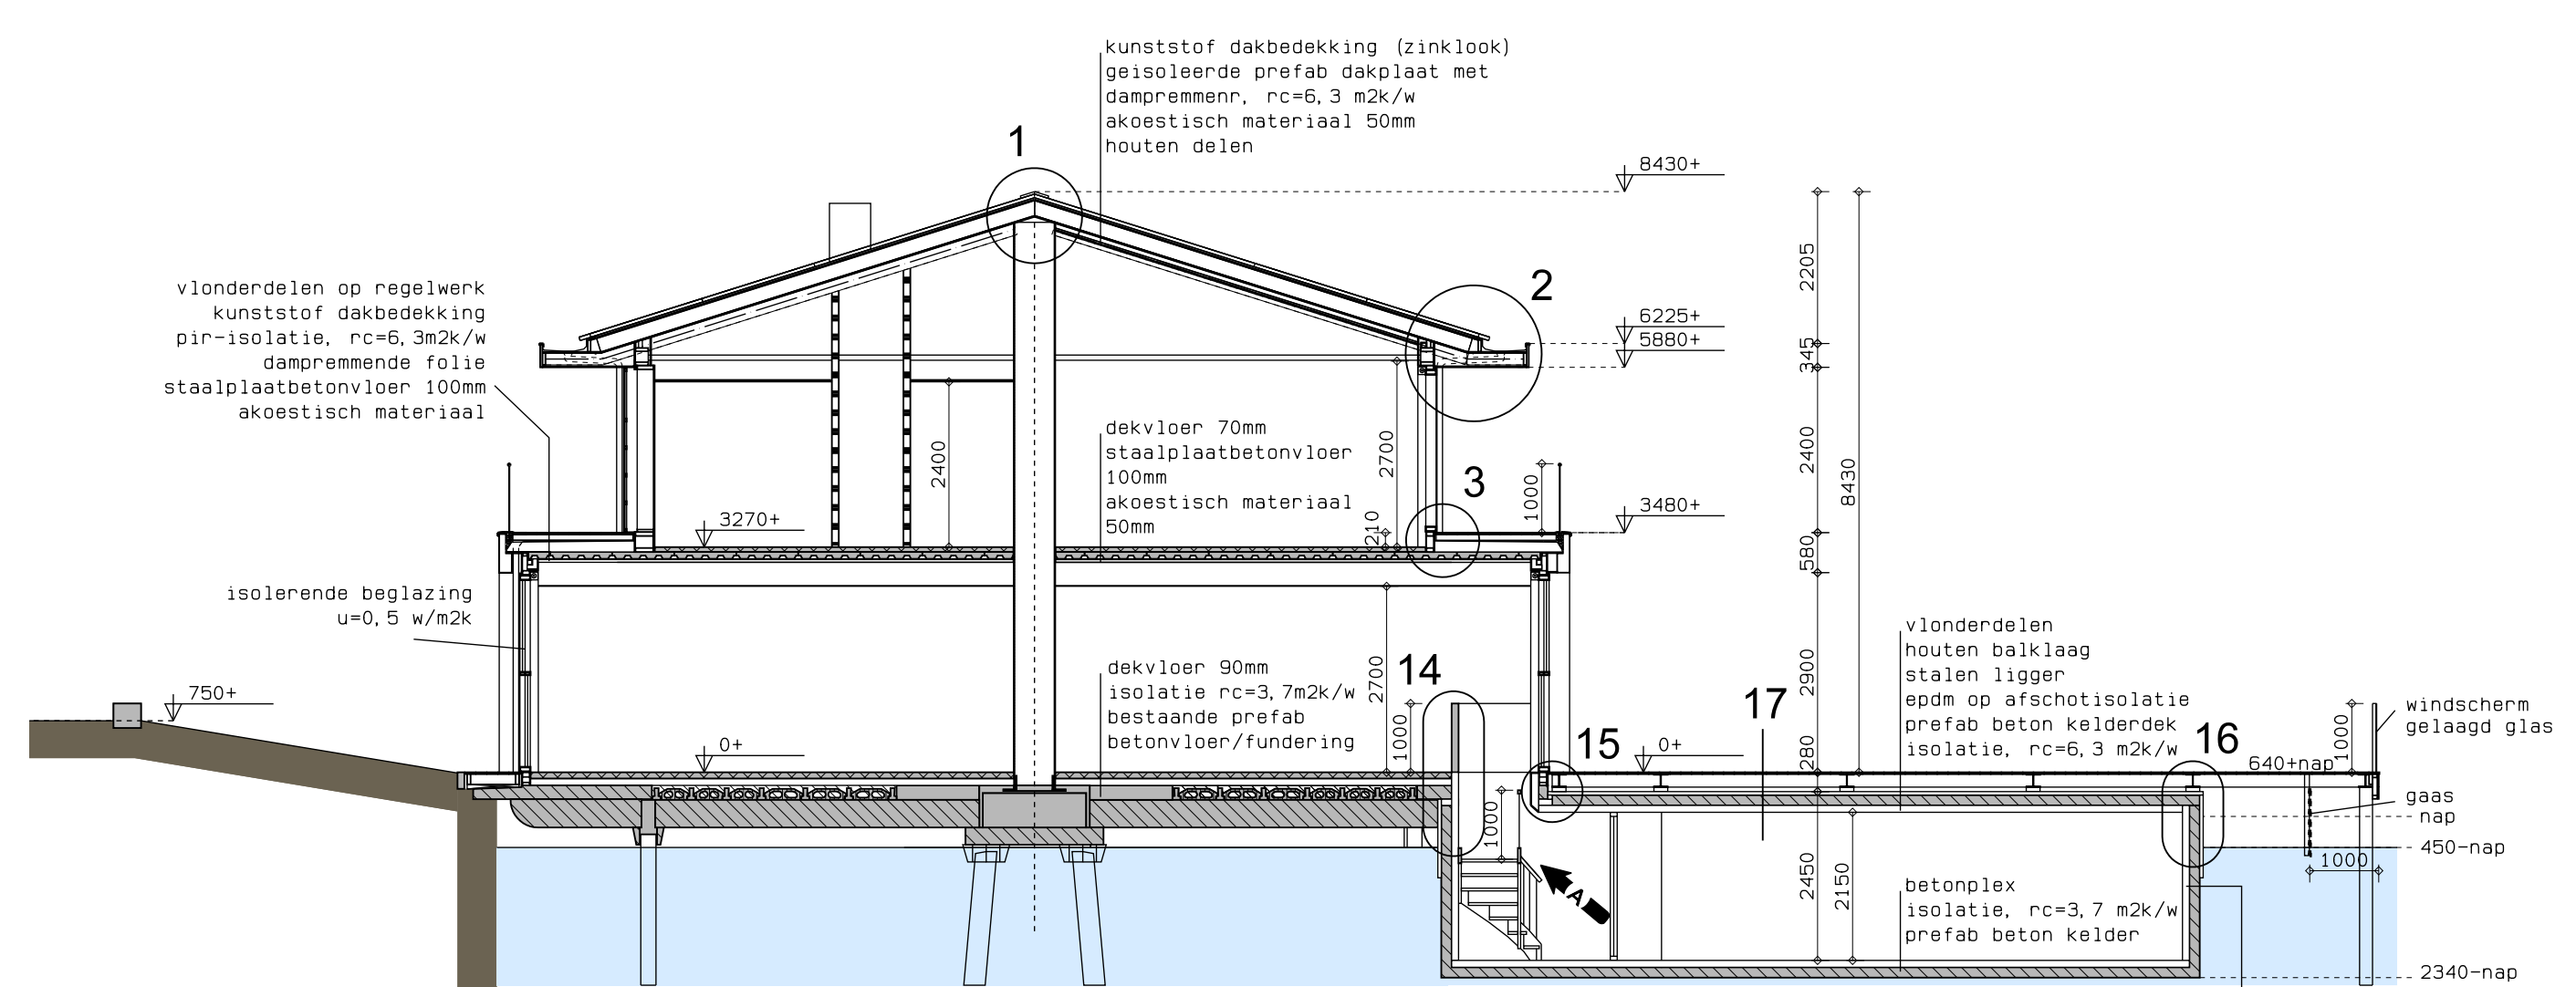 kunststof dakbedekking (zinklook)
geisoleerde prefab dakplaat met
dampremmenr, rc=6,3 m2k/w
akoestisch materiaal 50mm
houten delen
1
8430+
2
6225+
5880+
2205
345
2400
8430
580
2900
280
2450
2150
vlonderdelen op regelwerk
kunststof dakbedekking
pir-isolatie, rc=6,3m2k/w
dampremmende folie
staalplaatbetonvloer 100mm
akoestisch materiaal
2400
dekvloer 70mm
staalplaatbetonvloer
100mm
akoestisch materiaal
50mm
2700
210
3
1000
3480+
3270+
isolerende beglazing
u=0,5 w/m2k
750+
0+
dekvloer 90mm
isolatie rc=3,7m2k/w
bestaande prefab
betonvloer/fundering
2700
1000
14
15
0+
17
vlonderdelen
houten balklaag
stalen ligger
epdm op afschotisolatie
prefab beton kelderdek
isolatie, rc=6,3 m2k/w
16
640+nap
1000
windscherm
gelaagd glas
gaas
nap
450-nap
1000
1000
A
betonplex
isolatie, rc=3,7 m2k/w
prefab beton kelder
2340-nap